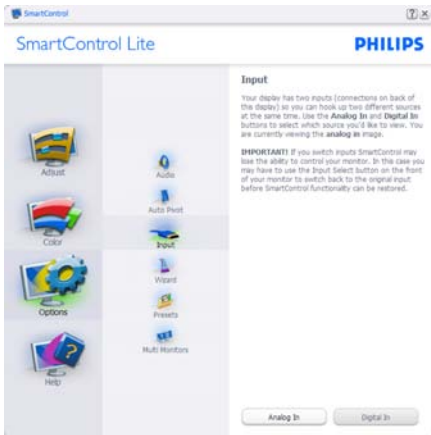 SmartControl
SmartControl Lite
PHILIPS
Adjust
Color
Options
Help
Audio
Auto Pivot
Input
Wizard
Presets
Multi Monitors
Input
Your display has two inputs (connections on back of
the display) so you can hook up two different sources
at the same time. Use the Analog In and Digital In
buttons to select which source you'd like to view. You
are currently viewing the analog in image.
IMPORTANT! If you switch inputs SmartControl may
lose the ability to control your monitor. In this case you
may have to use the Input Select button on the front
of your monitor to switch back to the original input
before SmartControl functionality can be restored.
Analog In
Digital In